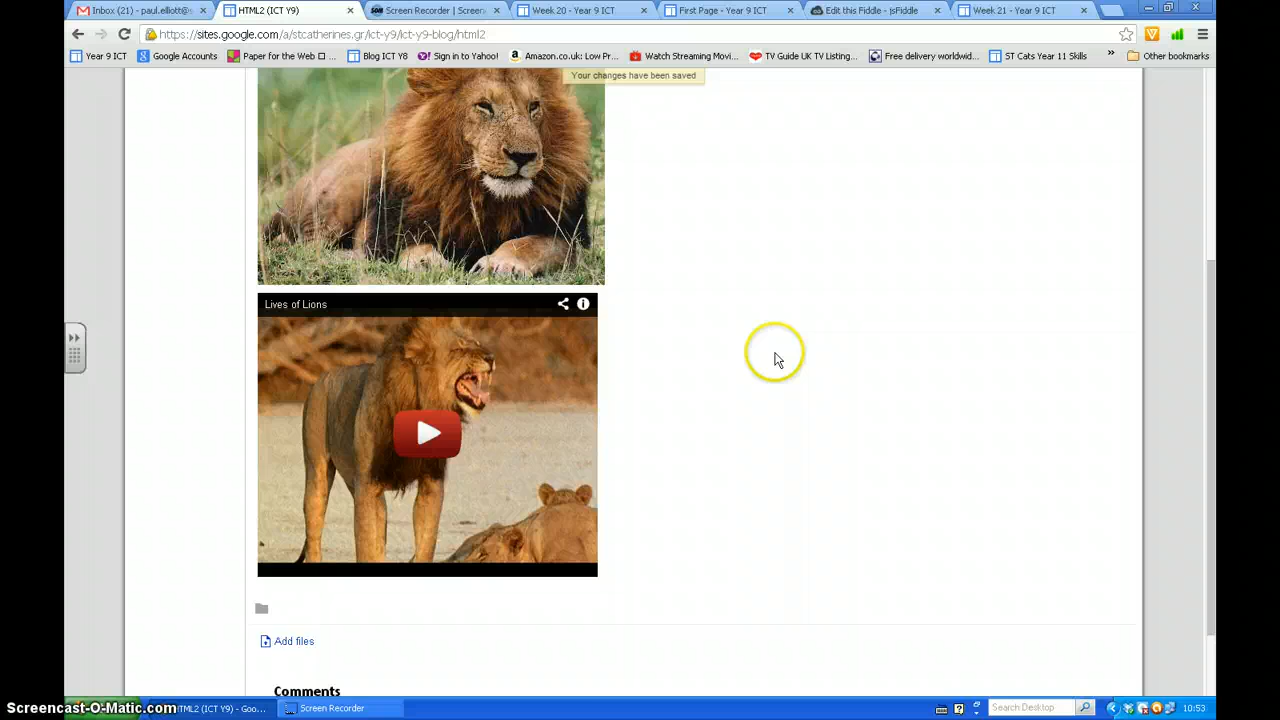 Inbox (21) - paul.elliott@s
HTML2 (ICT Y9)
Screen Recorder | Screen
Week 20 - Year 9 ICT
First Page - Year 9 ICT
Edit this Fiddle - jsFiddle
Week 21 - Year 9 ICT
https://sites.google.com/a/stcatherines.gr/ict-y9/ict-y9-blog/html2
Year 9 ICT
Google Accounts
Paper for the Web □ ...
Blog ICT Y8
Sign in to Yahoo!
Amazon.co.uk: Low Pr...
Watch Streaming Movi...
TV Guide UK TV Listing...
Free delivery worldwid...
ST Cats Year 11 Skills
»
Other bookmarks
Your changes have been saved
Lives of Lions
Add files
Comments
Screencast-O-Matic.com
HTML2 (ICT Y9) - Goo...
Screen Recorder
Search Desktop
10:53